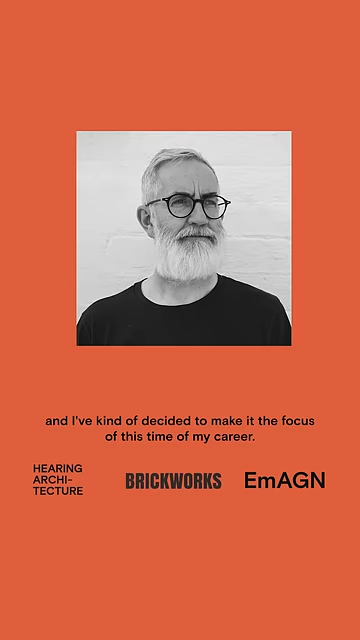 and I've kind of decided to make it the focus
of this time of my career.
HEARING
ARCHI-
TECTURE
BRICKWORKS
EmAGN